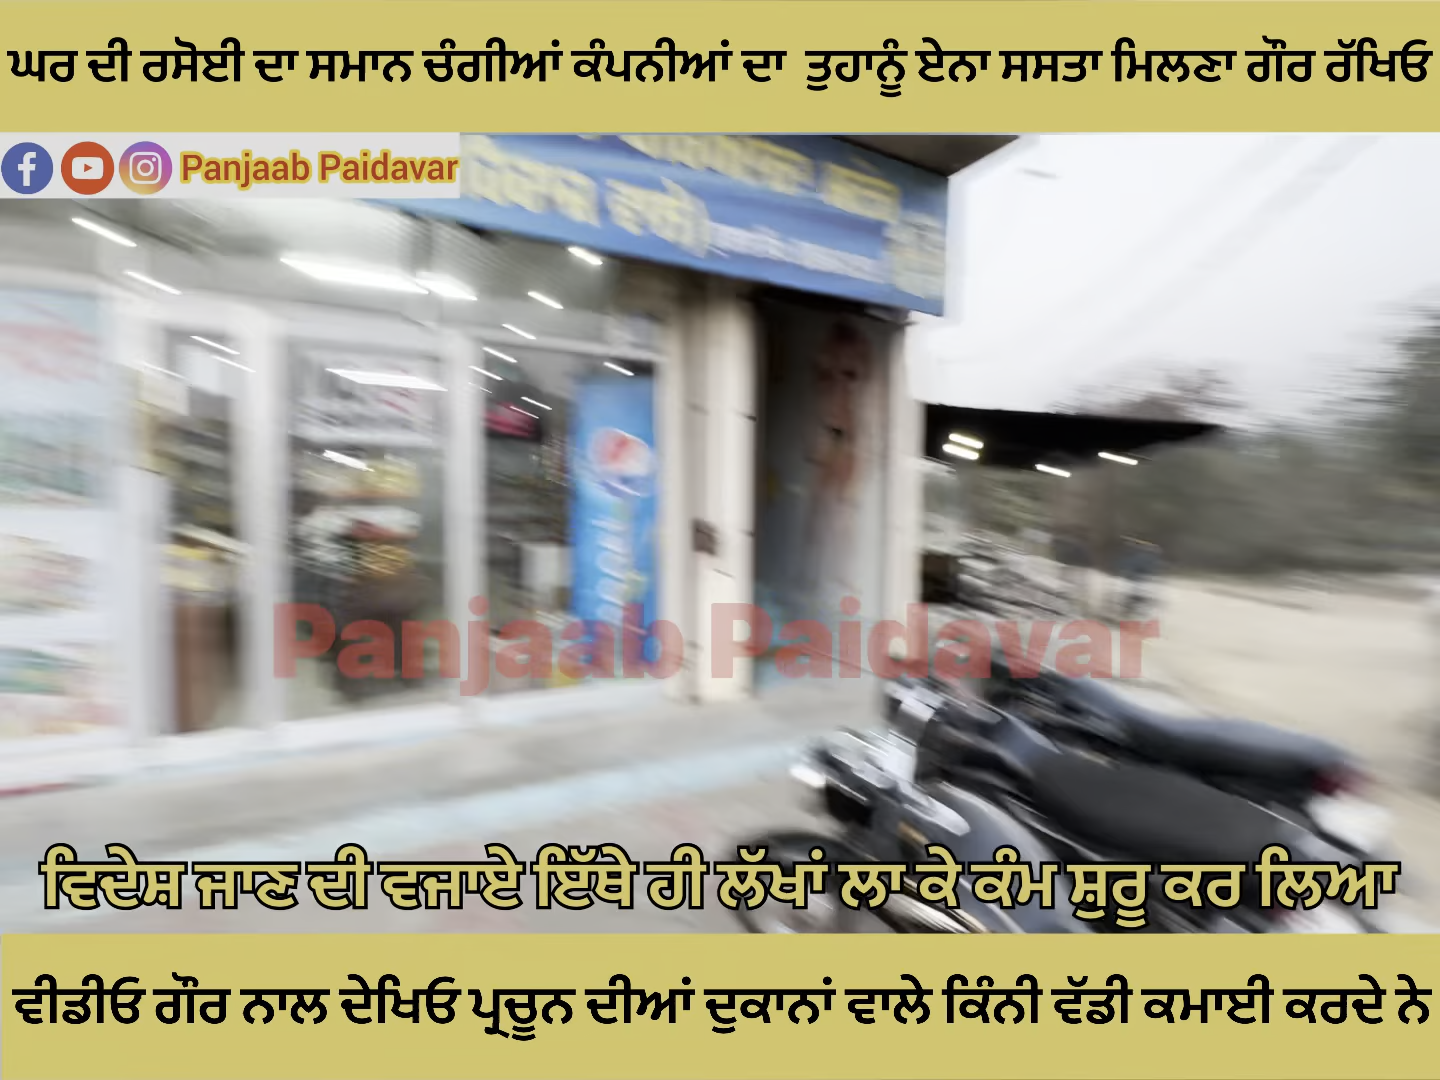 ਘਰ ਦੀ ਰਸੋਈ ਦਾ ਸਮਾਨ ਚੰਗੀਆਂ ਕੰਪਨੀਆਂ ਦਾ ਤੁਹਾਨੂੰ ਏਨਾ ਸਸਤਾ ਮਿਲਣਾ ਗੌਰ ਰੱਖਿਓ
Panjaab Paidavar
Panjaab Paidavar
ਵਿਦੇਸ਼ ਜਾਣ ਦੀ ਵਜਾਏ ਇੱਥੇ ਹੀ ਲੱਖਾਂ ਲਾ ਕੇ ਕੰਮ ਸ਼ੁਰੂ ਕਰ ਲਿਆ
ਵੀਡੀਓ ਗੌਰ ਨਾਲ ਦੇਖਿਓ ਪ੍ਰਚੂਨ ਦੀਆਂ ਦੁਕਾਨਾਂ ਵਾਲੇ ਕਿੰਨੀ ਵੱਡੀ ਕਮਾਈ ਕਰਦੇ ਨੇ